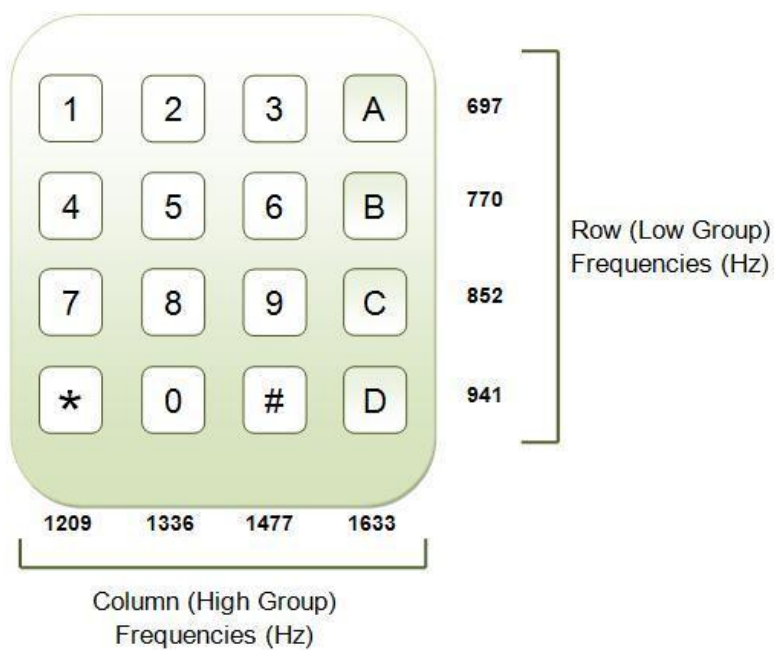 1 2 3 A 697
4 5 6 B 770
Row (Low Group)
Frequencies (Hz)
7 8 9 C 852
* 0 # D 941
1209 1336 1477 1633
Column (High Group)
Frequencies (Hz)